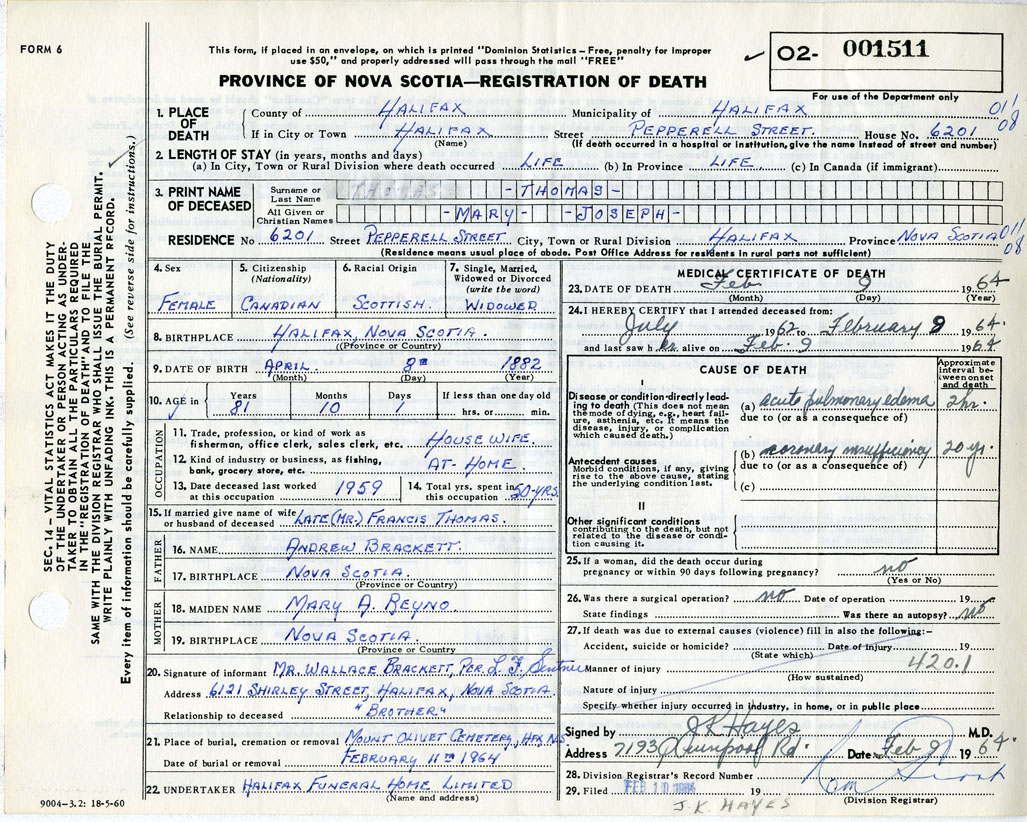 FORM 6
This form, if placed in an envelope, on which is printed "Dominion Statistics – Free, penalty for improper
use $50," and properly addressed will pass through the mail "FREE"
PROVINCE OF NOVA SCOTIA—REGISTRATION OF DEATH
✓ 02- 001511
For use of the Department only
SEC. 14 – VITAL STATISTICS ACT MAKES IT THE DUTY
OF THE UNDERTAKER OR PERSON ACTING AS UNDER-
TAKER TO OBTAIN ALL THE PARTICULARS REQUIRED
IN THE "REGISTRATION OF DEATH" AND TO FILE THE
SAME WITH THE DIVISION REGISTRAR WHO SHALL ISSUE THE BURIAL PERMIT.
WRITE PLAINLY WITH UNFADING INK. THIS IS A PERMANENT RECORD.
Every item of information should be carefully supplied. (See reverse side for instructions.)
1. PLACE OF DEATH
County of HALIFAX Municipality of HALIFAX 011
If in City or Town HALIFAX Street PEPPERELL STREET. House No. 6201 08
(Name) (If death occurred in a hospital or institution, give the name instead of street and number)
2. LENGTH OF STAY (in years, months and days)
(a) In City, Town or Rural Division where death occurred LIFE (b) In Province LIFE. (c) In Canada (if immigrant)
3. PRINT NAME OF DECEASED
Surname or Last Name THOMAS -THOMAS-
All Given or Christian Names -MARY- -JOSEPH-
RESIDENCE No 6201 Street PEPPERELL STREET City, Town or Rural Division HALIFAX Province NOVA SCOTIA 011
08
(Residence means usual place of abode. Post Office Address for residents in rural parts not sufficient)
4. Sex FEMALE
5. Citizenship (Nationality) CANADIAN
6. Racial Origin SCOTTISH.
7. Single, Married, Widowed or Divorced (write the word) WIDOWER
8. BIRTHPLACE HALIFAX, NOVA SCOTIA.
(Province or Country)
9. DATE OF BIRTH APRIL 8TH 1882
(Month) (Day) (Year)
10. AGE in Years 81 Months 10 Days 1 If less than one day old hrs. or min.
OCCUPATION
11. Trade, profession, or kind of work as
fisherman, office clerk, sales clerk, etc. HOUSE WIFE.
12. Kind of industry or business, as fishing,
bank, grocery store, etc. AT-HOME.
13. Date deceased last worked
at this occupation 1959
14. Total yrs. spent in
this occupation 50-YRS.
15. If married give name of wife
or husband of deceased LATE (MR.) FRANCIS THOMAS.
FATHER
16. NAME ANDREW BRACKETT.
17. BIRTHPLACE NOVA SCOTIA.
(Province or Country)
MOTHER
18. MAIDEN NAME MARY A. BEYNO
19. BIRTHPLACE NOVA SCOTIA.
(Province or Country
20. Signature of informant MR. WALLACE BRACKETT, PER L. F.
Address 6121 SHIRLEY STREET, HALIFAX, NOVA SCOTIA.
Relationship to deceased "BROTHER"
21. Place of burial, cremation or removal MOUNT OLIVET CEMETERY, HFX, N.S
Date of burial or removal FEBRUARY 11TH 1964
22. UNDERTAKER HALIFAX FUNERAL HOME LIMITED
(Name and address)
9004–3.2: 18-5-60
MEDICAL CERTIFICATE OF DEATH
23. DATE OF DEATH Feb 9 1964
(Month) (Day) (Year)
24. I HEREBY CERTIFY that I attended deceased from:
July 1962 to February 9 1964.
and last saw her alive on Feb. 9 1964
CAUSE OF DEATH
Approximate interval between onset and death
I
Disease or condition directly lead-
ing to death (This does not mean
the mode of dying, e.g., heart fail-
ure, asthenia, etc. It means the
disease, injury, or complication
which caused death.)
(a) acute pulmonary edema 2 hr.
due to (or as a consequence of)
Antecedent causes
Morbid conditions, if any, giving
rise to the above cause, stating
the underlying condition last.
(b) coronary insufficiency 20 yr.
due to (or as a consequence of)
(c)
II
Other significant conditions
contributing to the death, but not
related to the disease or condi-
tion causing it.
25. If a woman, did the death occur during
pregnancy or within 90 days following pregnancy? no
(Yes or No)
26. Was there a surgical operation? no Date of operation 19
State findings Was there an autopsy? no
27. If death was due to external causes (violence) fill in also the following:–
Accident, suicide or homicide? Date of injury 19
(State which)
Manner of injury 420.1
(How sustained)
Nature of injury
Specify whether injury occurred in industry, in home, or in public place
Signed by J K Hayes M.D.
Address 7193 Quinpool Rd. Date Feb 9 1964.
28. Division Registrar's Record Number
29. Filed FEB 10 1964 19
(Division Registrar)
J. K. HAYES